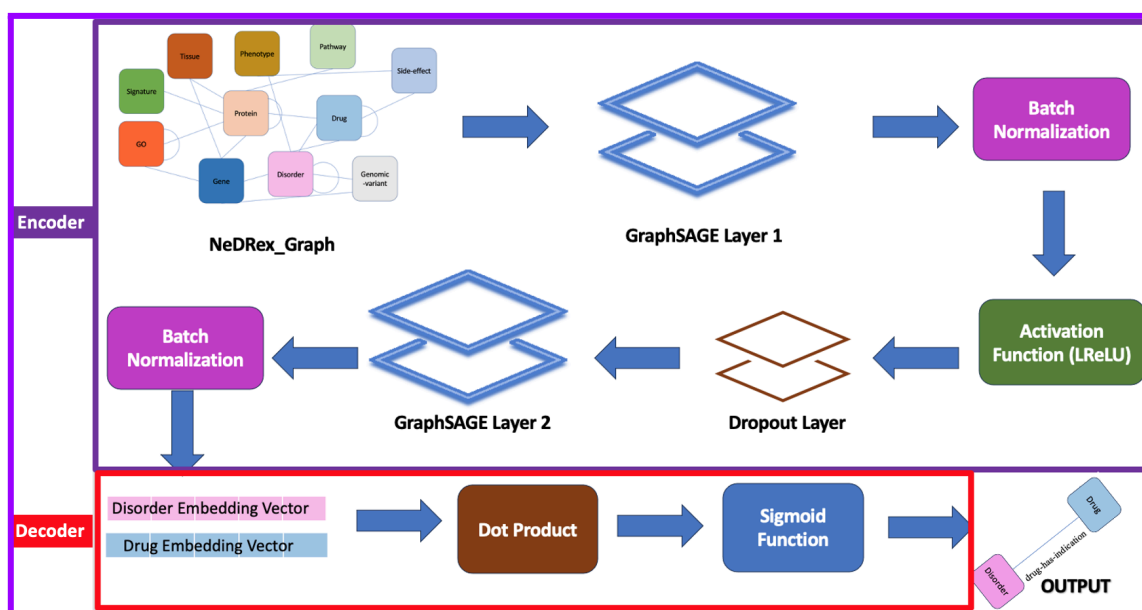 Tissue
Phenotype
Pathway
Side-effect
Signature
Protein
Drug
GO
Gene
Disorder
Genomic
-variant
NeDRex_Graph
GraphSAGE Layer 1
Batch
Normalization
Encoder
Activation
Function (LReLU)
Dropout Layer
GraphSAGE Layer 2
Batch
Normalization
Decoder
Disorder Embedding Vector
Drug Embedding Vector
Dot Product
Sigmoid
Function
Drug
drug-has-indication
Disorder
OUTPUT